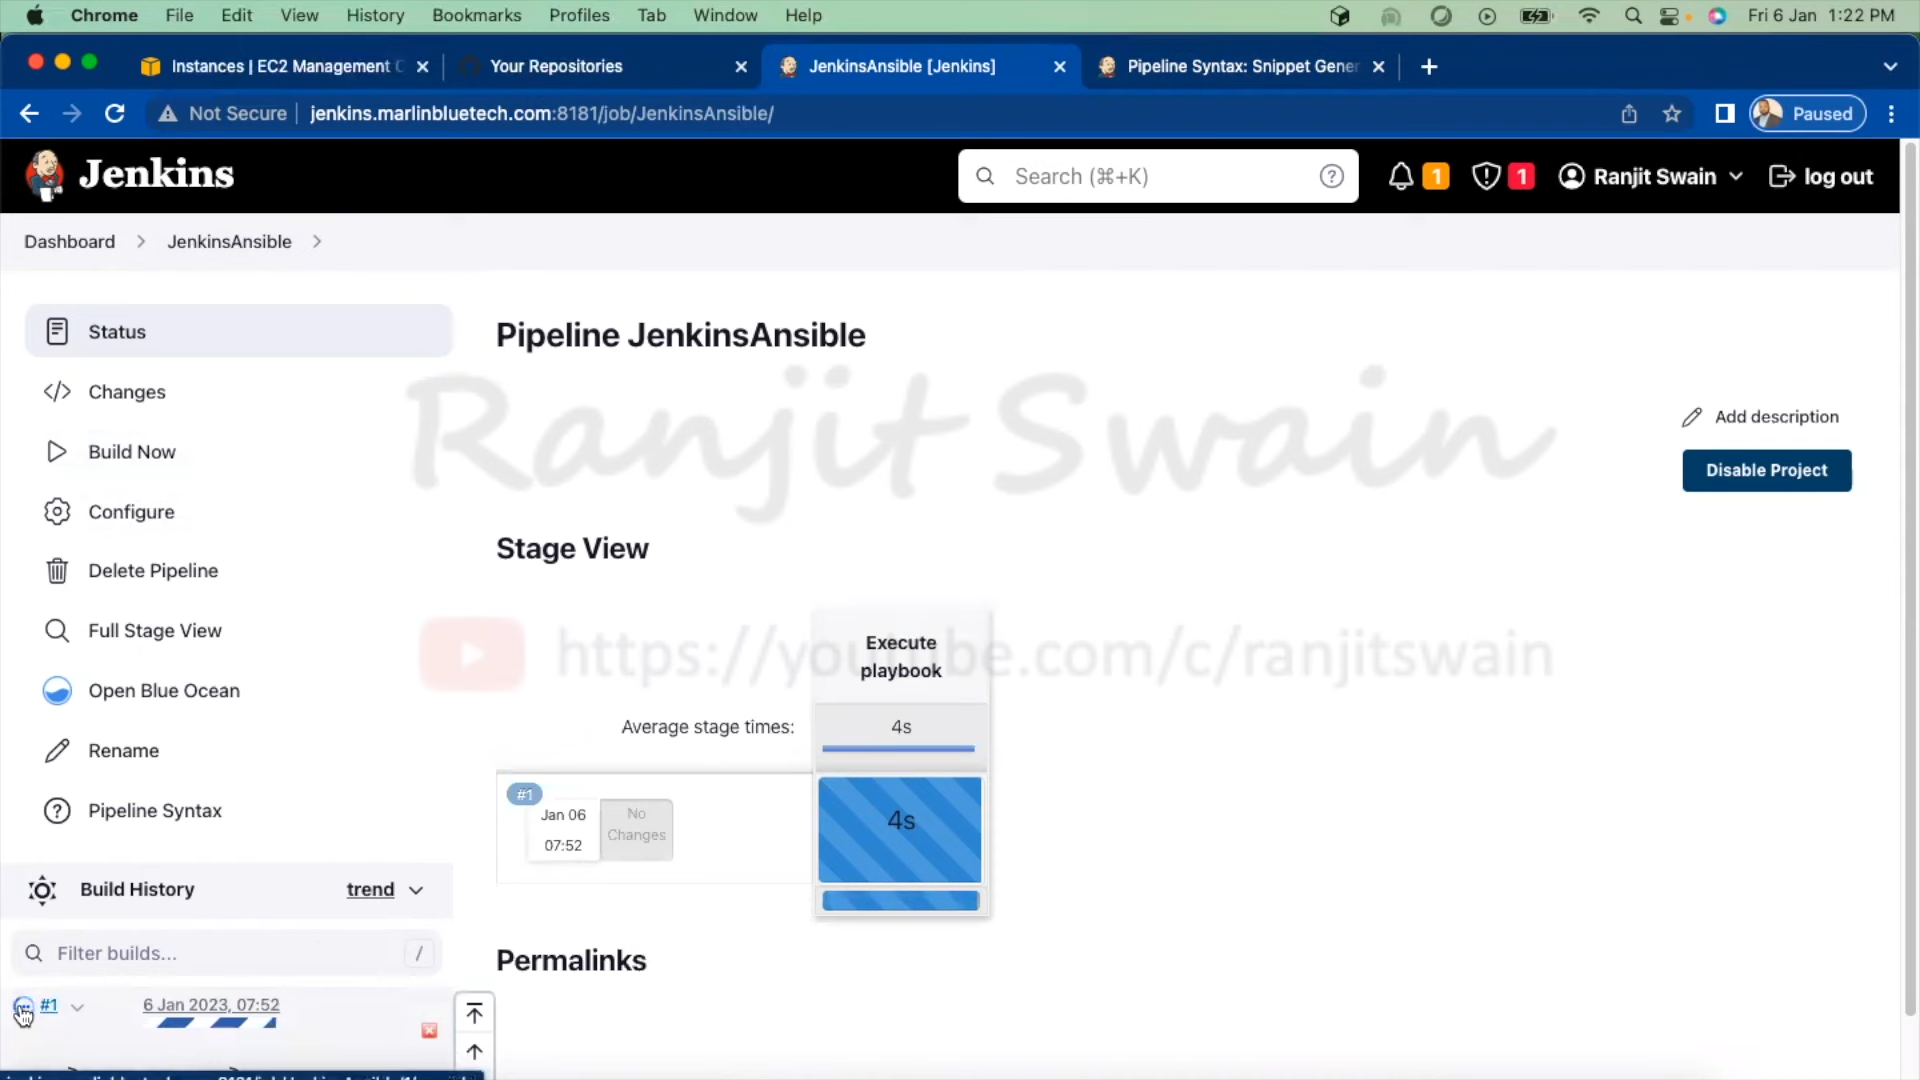 Chrome File Edit View History Bookmarks Profiles Tab Window Help Fri 6 Jan 1:22 PM
Instances | EC2 Management C
Your Repositories
JenkinsAnsible [Jenkins]
Pipeline Syntax: Snippet Gener
Not Secure jenkins.marlinbluetech.com:8181/job/JenkinsAnsible/ Paused
Jenkins Search (⌘+K) 1 1 Ranjit Swain log out
Dashboard JenkinsAnsible
Status
Changes
Build Now
Configure
Delete Pipeline
Full Stage View
Open Blue Ocean
Rename
Pipeline Syntax
Build History trend
Filter builds... /
#1 6 Jan 2023, 07:52
Pipeline JenkinsAnsible
Ranjit Swain
Add description
Disable Project
Stage View
https://youtube.com/c/ranjitswain
Execute
playbook
Average stage times: 4s
#1
Jan 06
07:52
No
Changes
4s
Permalinks